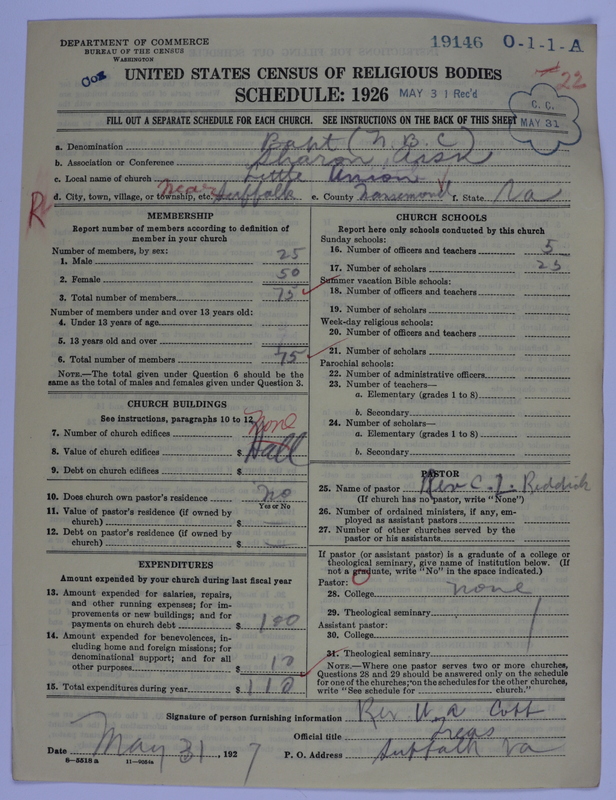 DEPARTMENT OF COMMERCE
BUREAU OF THE CENSUS
WASHINGTON
19146 O-1-1-A
UNITED STATES CENSUS OF RELIGIOUS BODIES
22
SCHEDULE: 1926
MAY 31 Rec'd
C. C.
MAY 31
FILL OUT A SEPARATE SCHEDULE FOR EACH CHURCH. SEE INSTRUCTIONS ON THE BACK OF THIS SHEET
a. Denomination Bapt (N. B. C)
b. Association or Conference Sharon, Assn
c. Local name of church Little Union
d. City, town, village, or township, etc. near Suffolk e. County Nansemond f. State Va
R
MEMBERSHIP
Report number of members according to definition of member in your church
Number of members, by sex:
1. Male 25
2. Female 50
3. Total number of members 75
Number of members under and over 13 years old:
4. Under 13 years of age
5. 13 years old and over
6. Total number of members 75
NOTE.—The total given under Question 6 should be
same as the total of males and females given under Question 3.
CHURCH BUILDINGS
See instructions, paragraphs 10 to 12
7. Number of church edifices none
8. Value of church edifices $ Hall
9. Debt on church edifices $
10. Does church own pastor's residence no
Yes or No
11. Value of pastor's residence (if owned by
church) $
12. Debt on pastor's residence (if owned by
church) $
EXPENDITURES
Amount expended by your church during last fiscal year
13. Amount expended for salaries, repairs,
and other running expenses; for im-
provements or new buildings; and for
payments on church debt $ 100
14. Amount expended for benevolences, in-
cluding home and foreign missions; for
denominational support; and for all
other purposes $ 10
15. Total expenditures during year $ 110
CHURCH SCHOOLS
Report here only schools conducted by this church
Sunday schools:
16. Number of officers and teachers 5
17. Number of scholars 25
Summer vacation Bible schools:
18. Number of officers and teachers
19. Number of scholars
Week-day religious schools:
20. Number of officers and teachers
21. Number of scholars
Parochial schools:
22. Number of administrative officers
23. Number of teachers—
a. Elementary (grades 1 to 8)
b. Secondary
24. Number of scholars—
a. Elementary (grades 1 to 8)
b. Secondary
PASTOR
25. Name of pastor Rev C. L. Reddick
(If church has no pastor, write "None")
26. Number of ordained ministers, if any, em-
ployed as assistant pastors
27. Number of other churches served by the
pastor or his assistants
If pastor (or assistant pastor) is a graduate of a college or
theological seminary, give name of institution below. (If
not a graduate, write "No" in the space indicated.)
Pastor:
28. College none
29. Theological seminary
Assistant pastor:
30. College
31. Theological seminary
NOTE.—Where one pastor serves two or more churches,
Questions 28 and 29 should be answered only on the schedule
for one of the churches; on the schedules for the other churches,
write "See schedule for church."
Signature of person furnishing information Rev
Official title Treas
Date May 31, 1927 P. O. Address Suffolk Va
6—5518 a 11—9054a